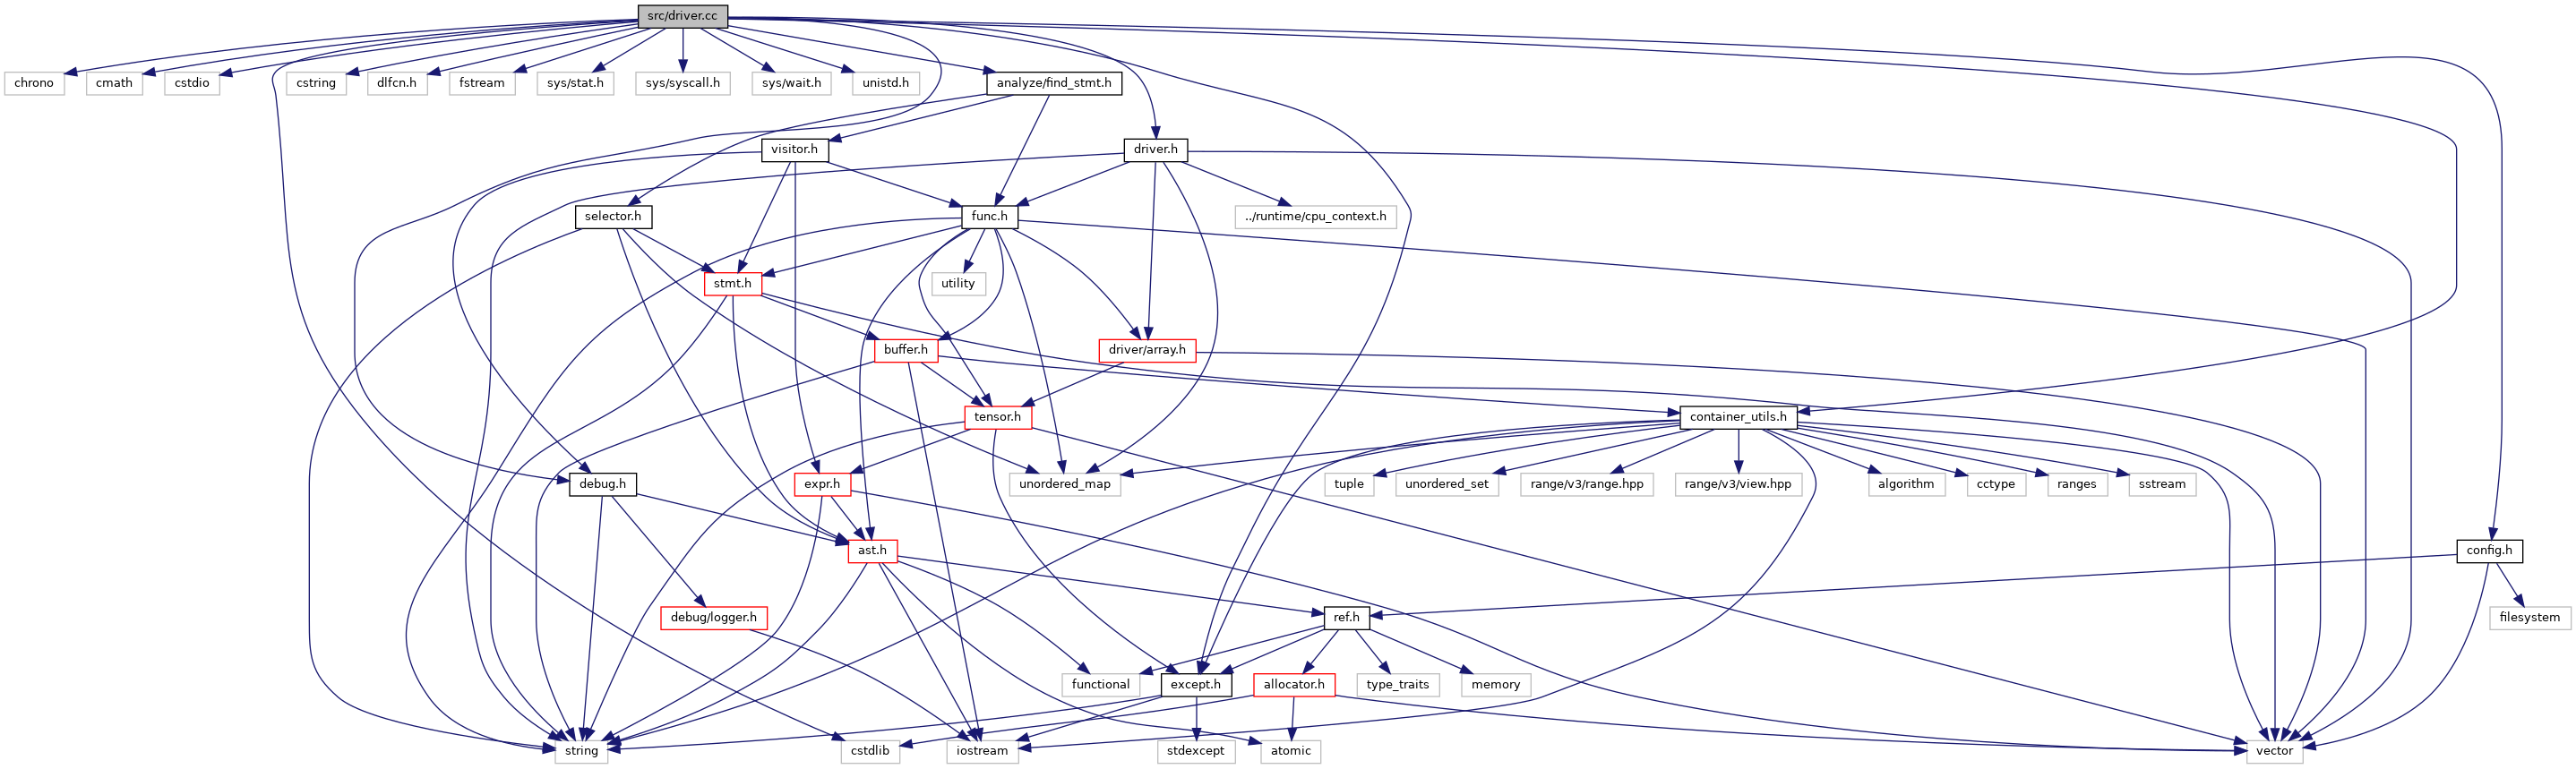 src/driver.cc
chrono
cmath
cstdio
cstring
dlfcn.h
fstream
sys/stat.h
sys/syscall.h
sys/wait.h
unistd.h
analyze/find_stmt.h
visitor.h
driver.h
selector.h
func.h
../runtime/cpu_context.h
stmt.h
utility
buffer.h
driver/array.h
tensor.h
container_utils.h
debug.h
expr.h
unordered_map
tuple
unordered_set
range/v3/range.hpp
range/v3/view.hpp
algorithm
cctype
ranges
sstream
ast.h
config.h
debug/logger.h
ref.h
filesystem
functional
except.h
allocator.h
type_traits
memory
string
cstdlib
iostream
stdexcept
atomic
vector